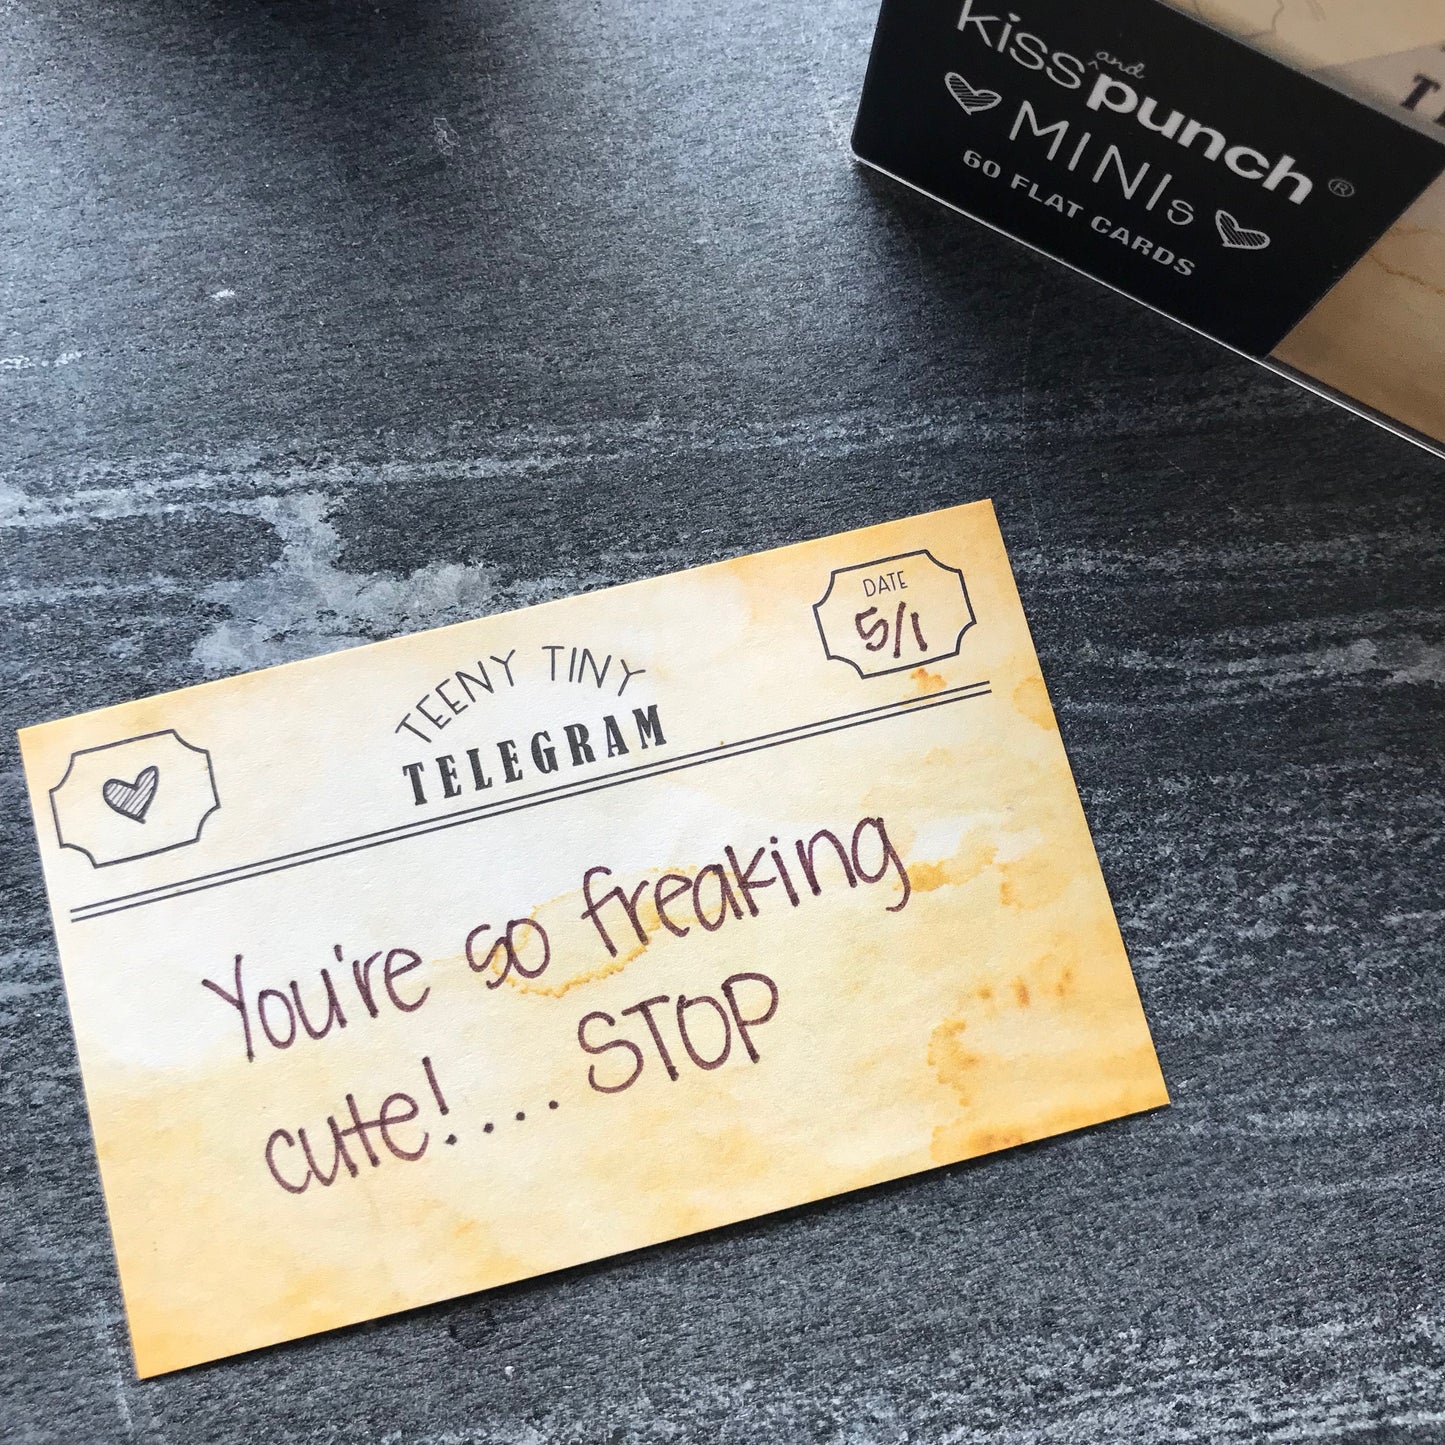 kiss and punch®
MINIs
60 FLAT CARDS
TEENY TINY
TELEGRAM
DATE
5/1
You're so freaking
cute!... STOP